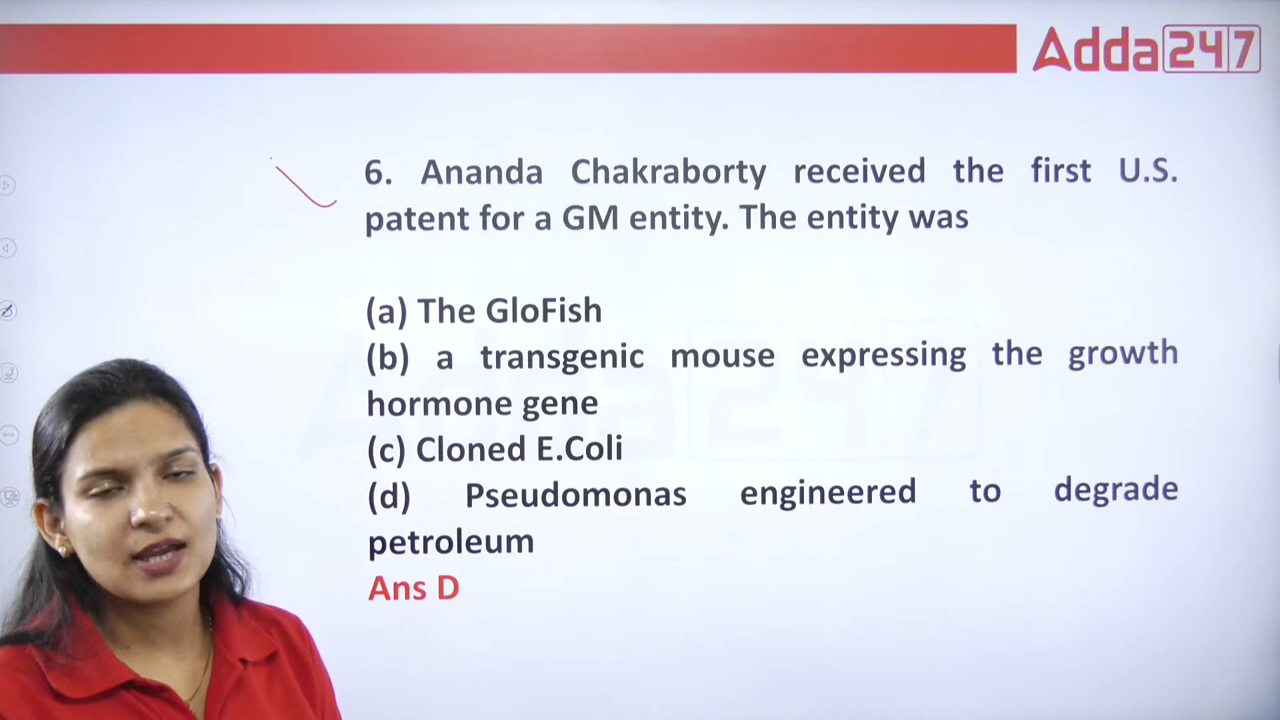 Adda247
6. Ananda Chakraborty received the first U.S.
patent for a GM entity. The entity was
(a) The GloFish
(b) a transgenic mouse expressing the growth
hormone gene
(c) Cloned E.Coli
(d) Pseudomonas engineered to degrade
petroleum
Ans D